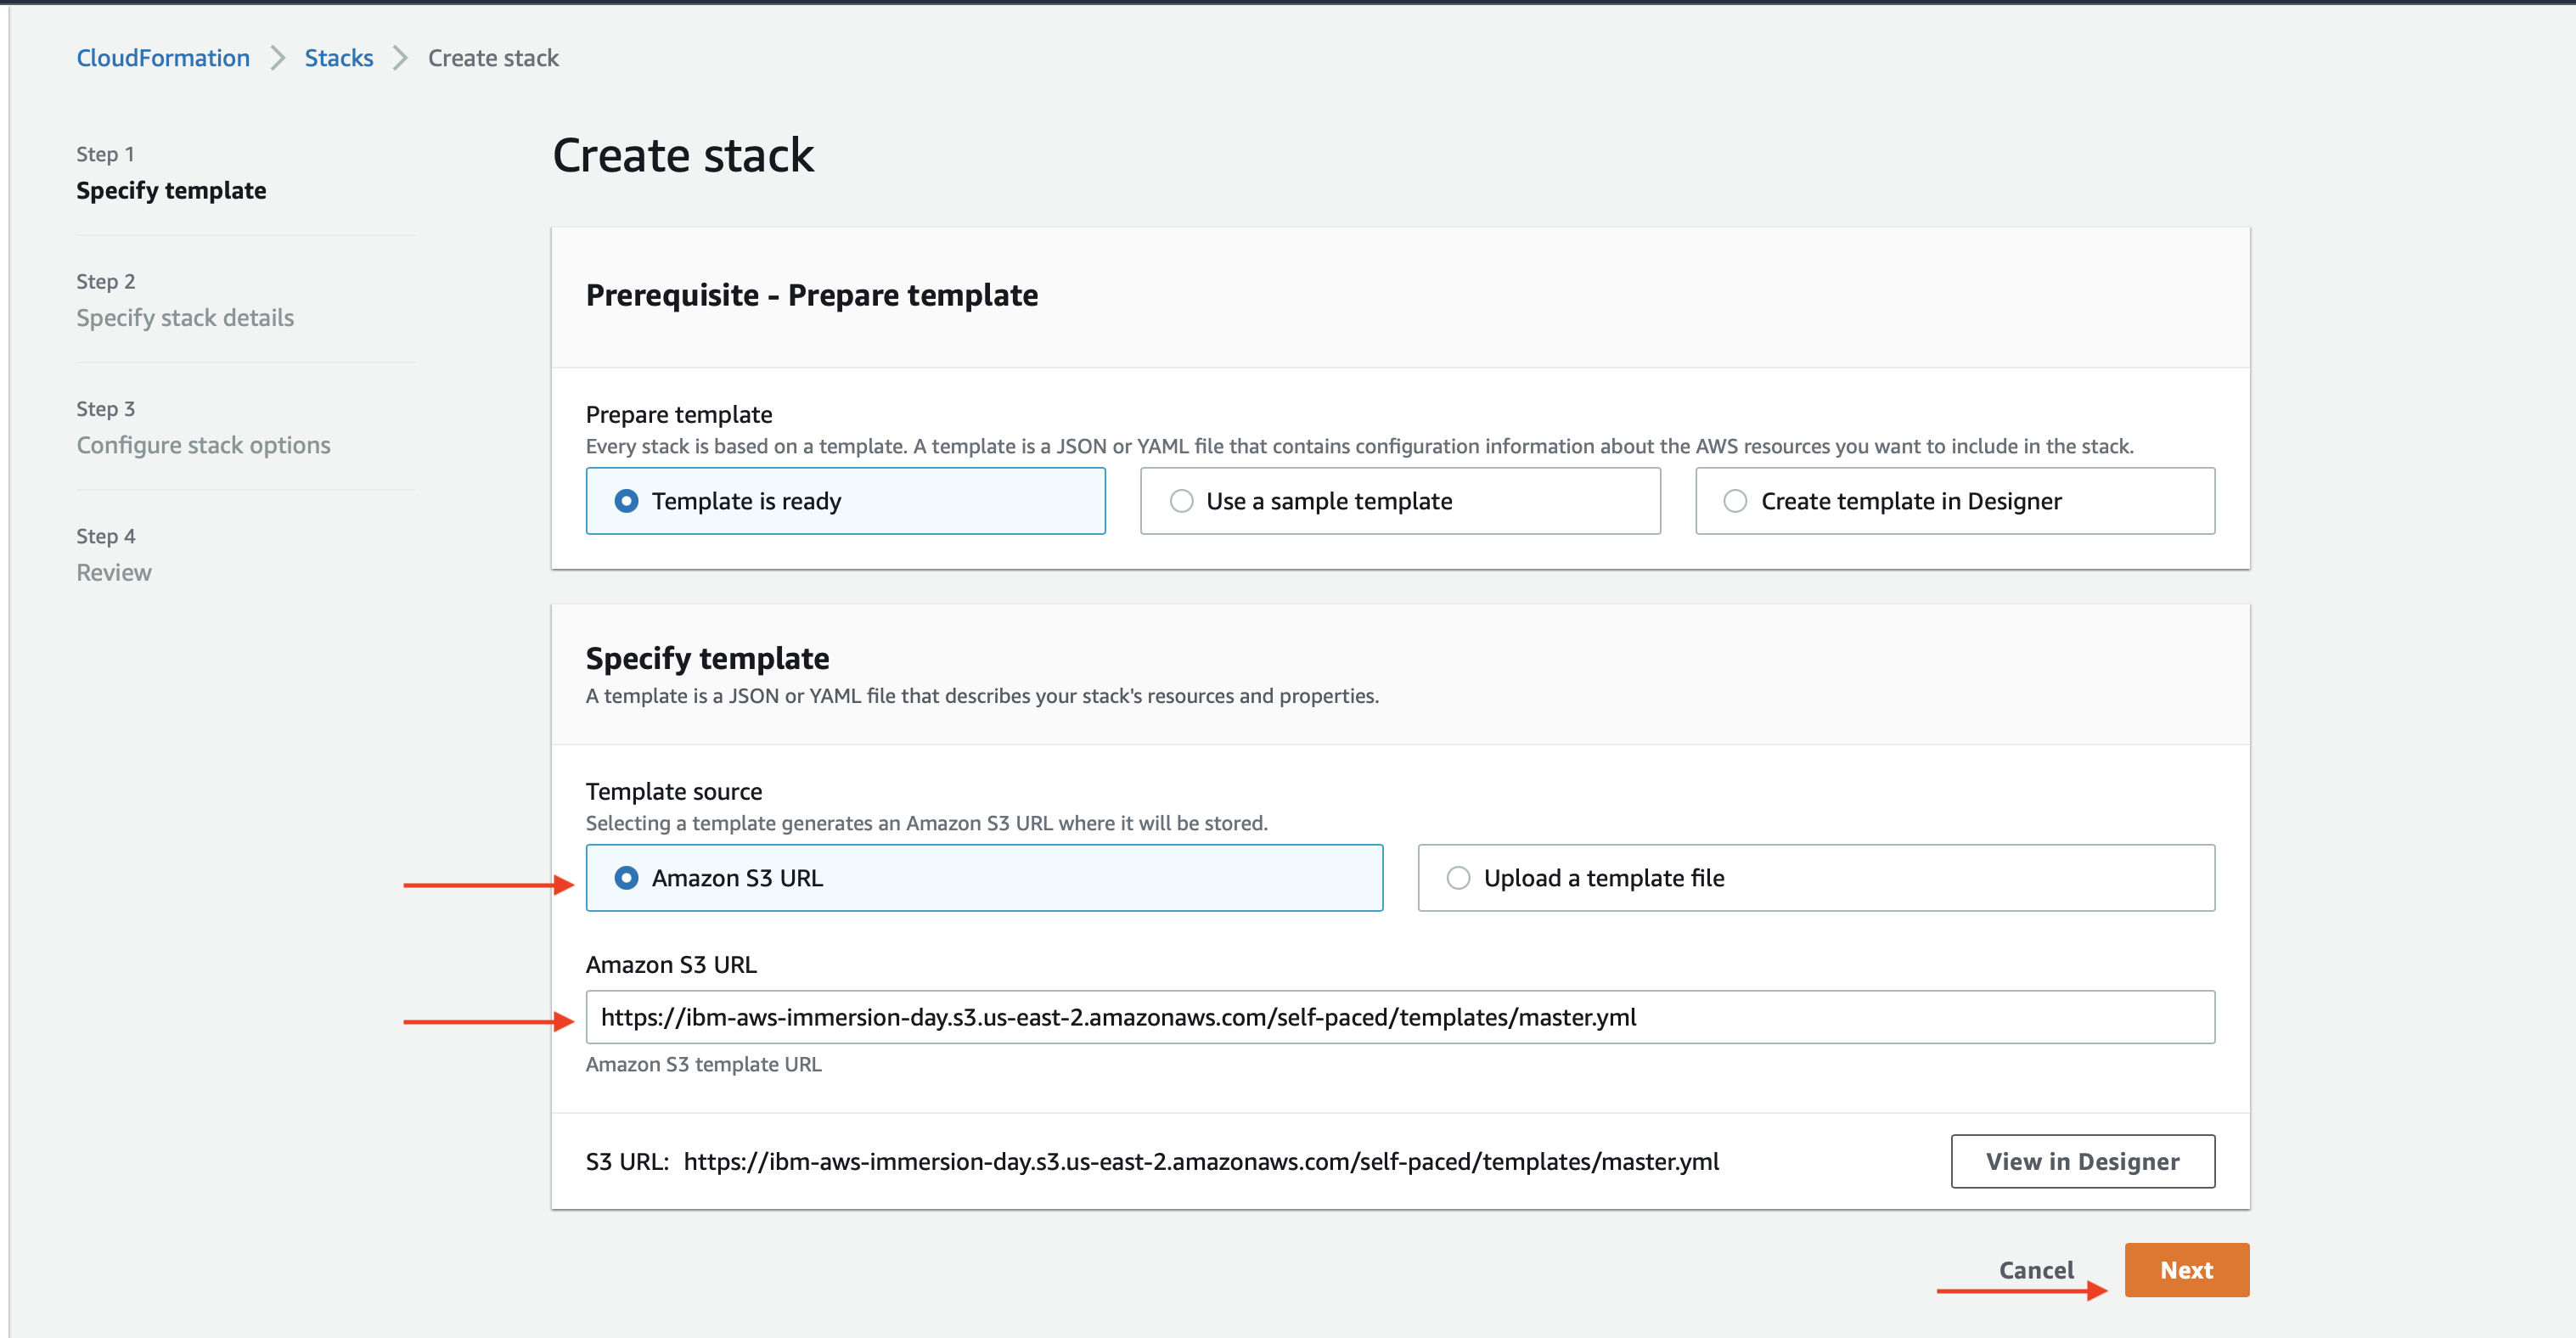 CloudFormation > Stacks > Create stack
Step 1
Specify template
Step 2
Specify stack details
Step 3
Configure stack options
Step 4
Review
Create stack
Prerequisite - Prepare template
Prepare template
Every stack is based on a template. A template is a JSON or YAML file that contains configuration information about the AWS resources you want to include in the stack.
Template is ready
Use a sample template
Create template in Designer
Specify template
A template is a JSON or YAML file that describes your stack's resources and properties.
Template source
Selecting a template generates an Amazon S3 URL where it will be stored.
Amazon S3 URL
Upload a template file
Amazon S3 URL
https://ibm-aws-immersion-day.s3.us-east-2.amazonaws.com/self-paced/templates/master.yml
Amazon S3 template URL
S3 URL: https://ibm-aws-immersion-day.s3.us-east-2.amazonaws.com/self-paced/templates/master.yml
View in Designer
Cancel
Next